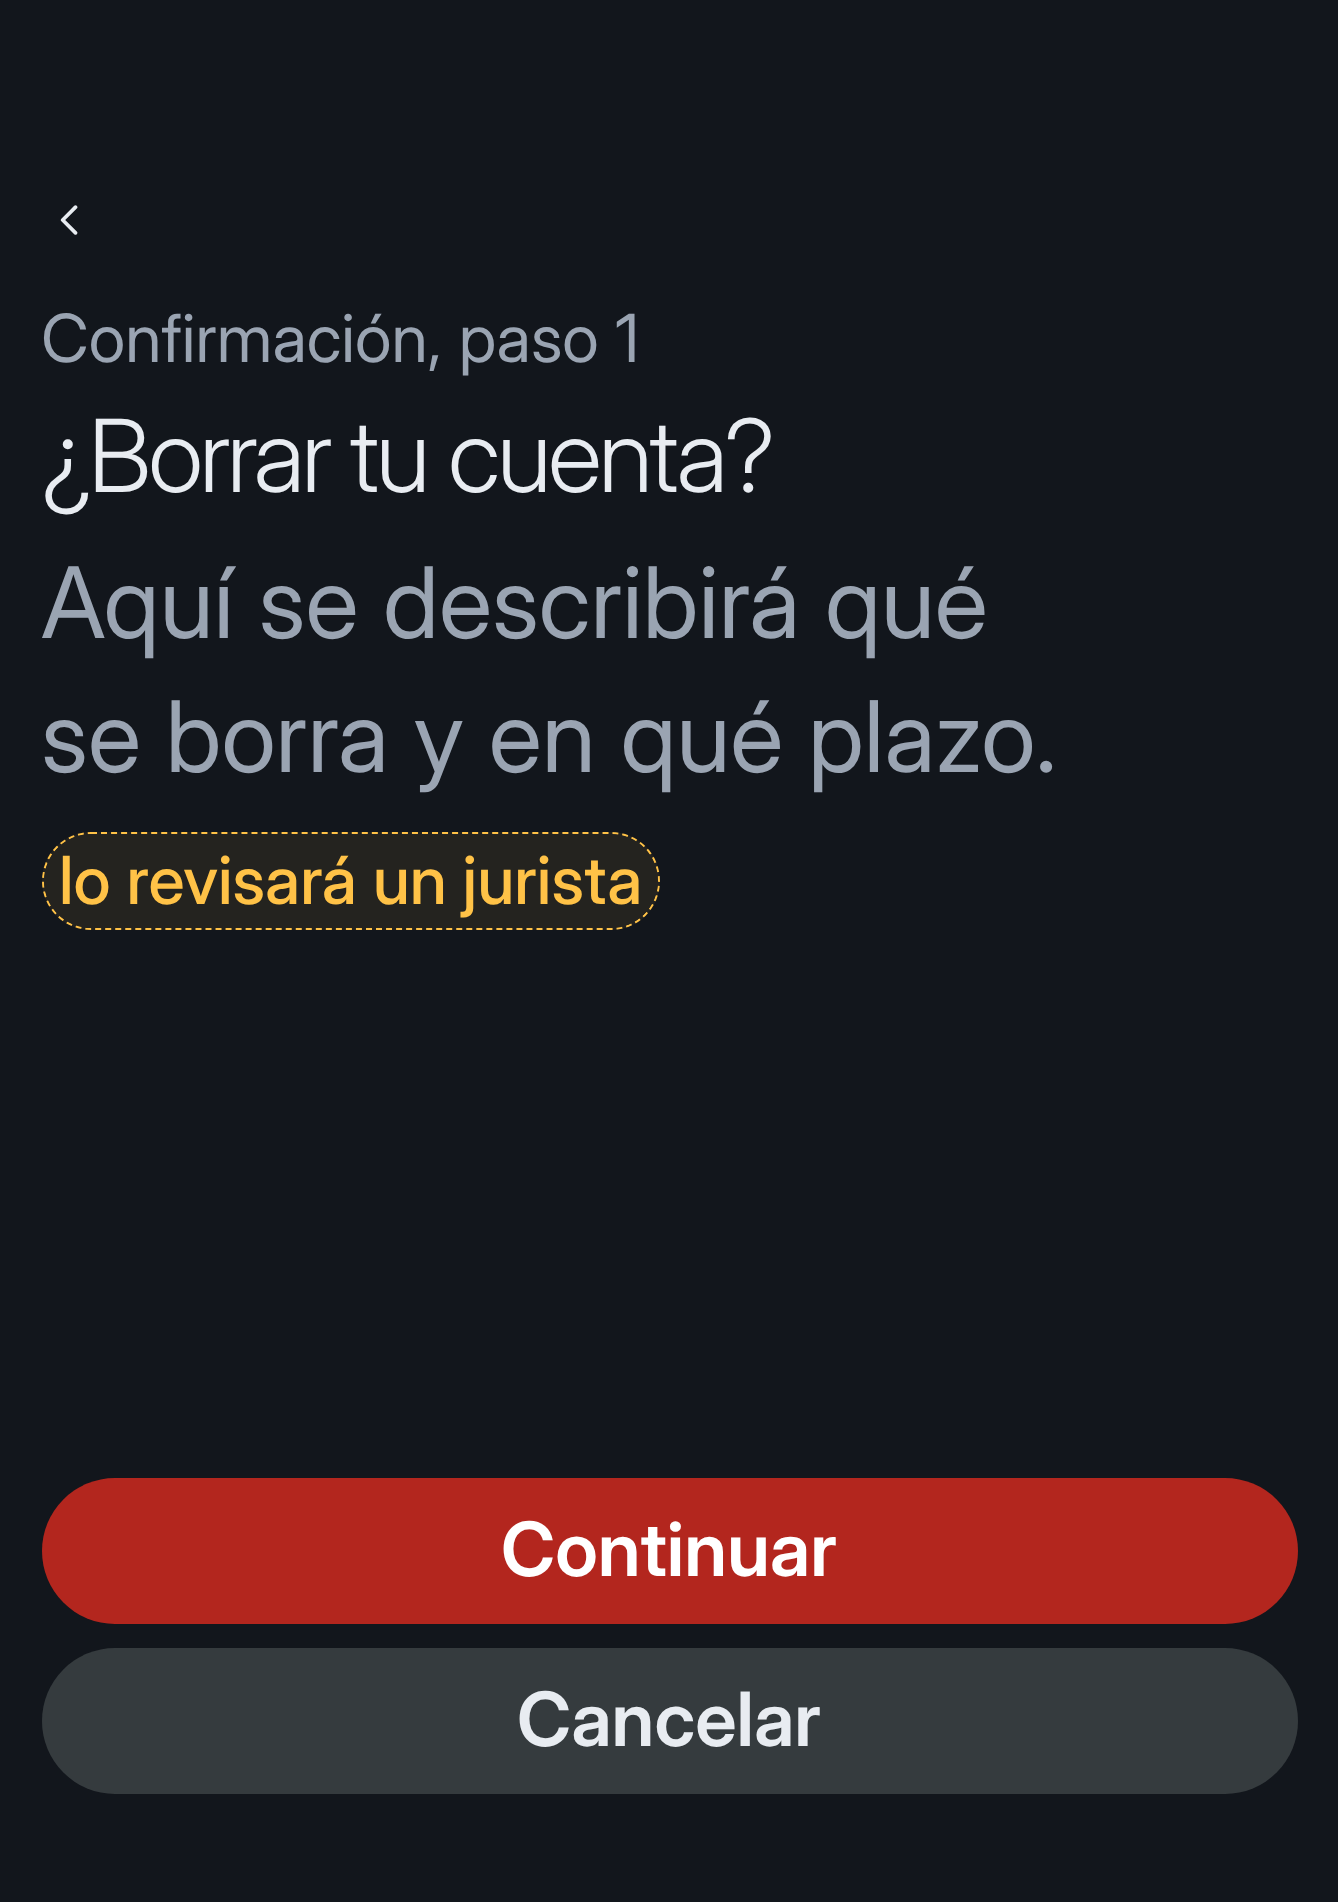 Confirmación, paso 1
¿Borrar tu cuenta?
Aquí se describirá qué
se borra y en qué plazo.
lo revisará un jurista
Continuar
Cancelar